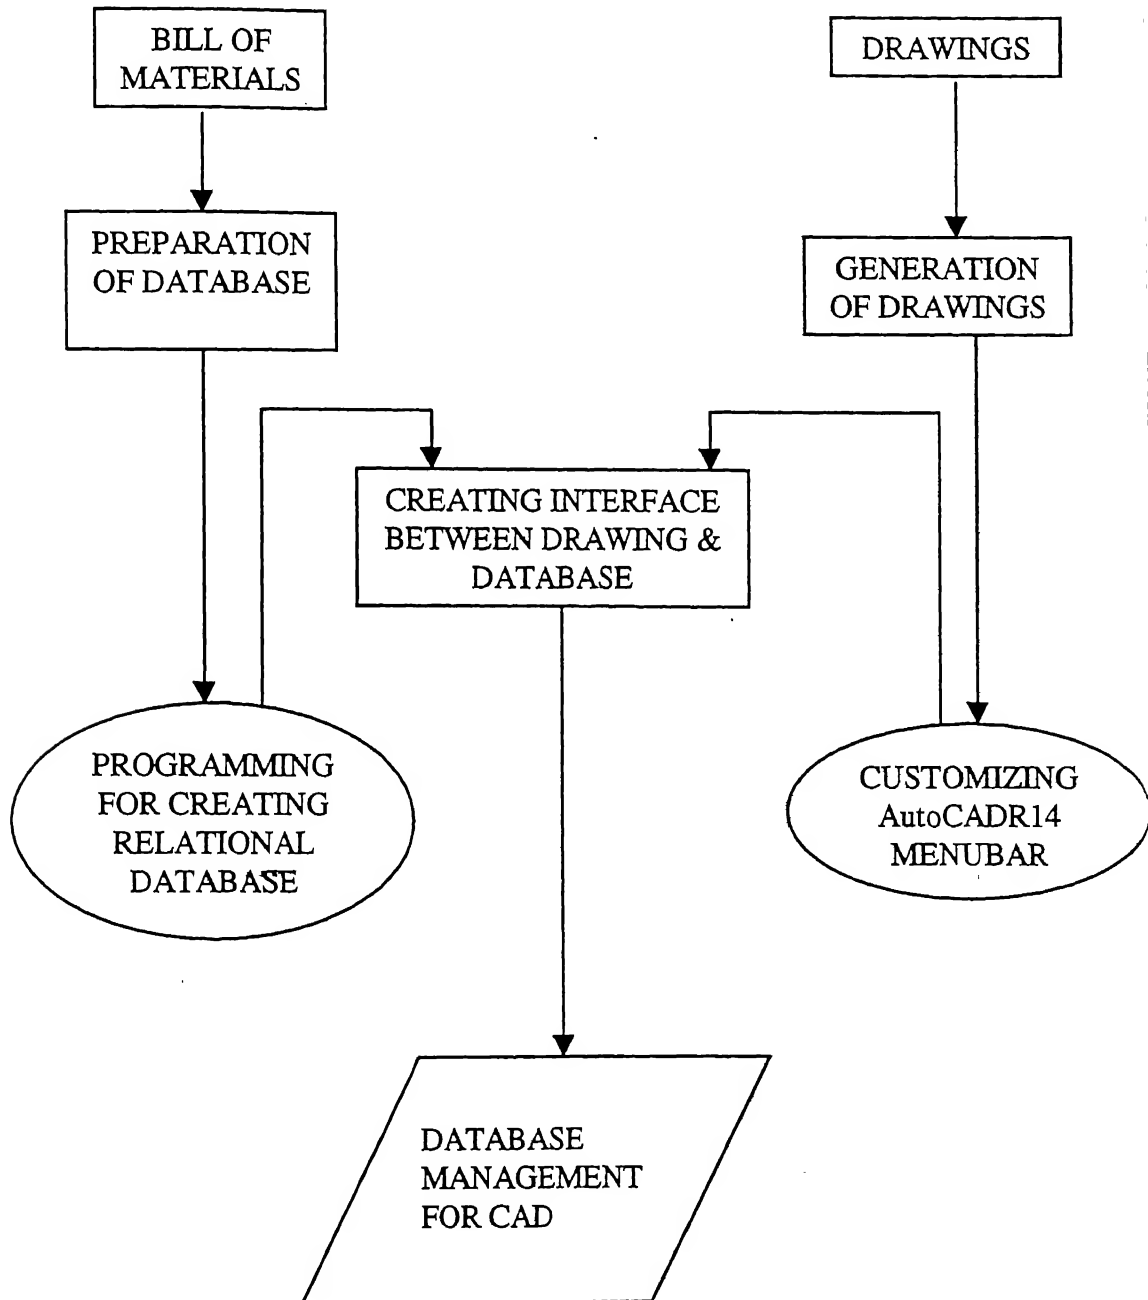 BILL OF
MATERIALS
DRAWINGS
PREPARATION
OF DATABASE
GENERATION
OF DRAWINGS
CREATING INTERFACE
BETWEEN DRAWING &
DATABASE
PROGRAMMING
FOR CREATING
RELATIONAL
DATABASE
CUSTOMIZING
AutoCADR14
MENUBAR
DATABASE
MANAGEMENT
FOR CAD